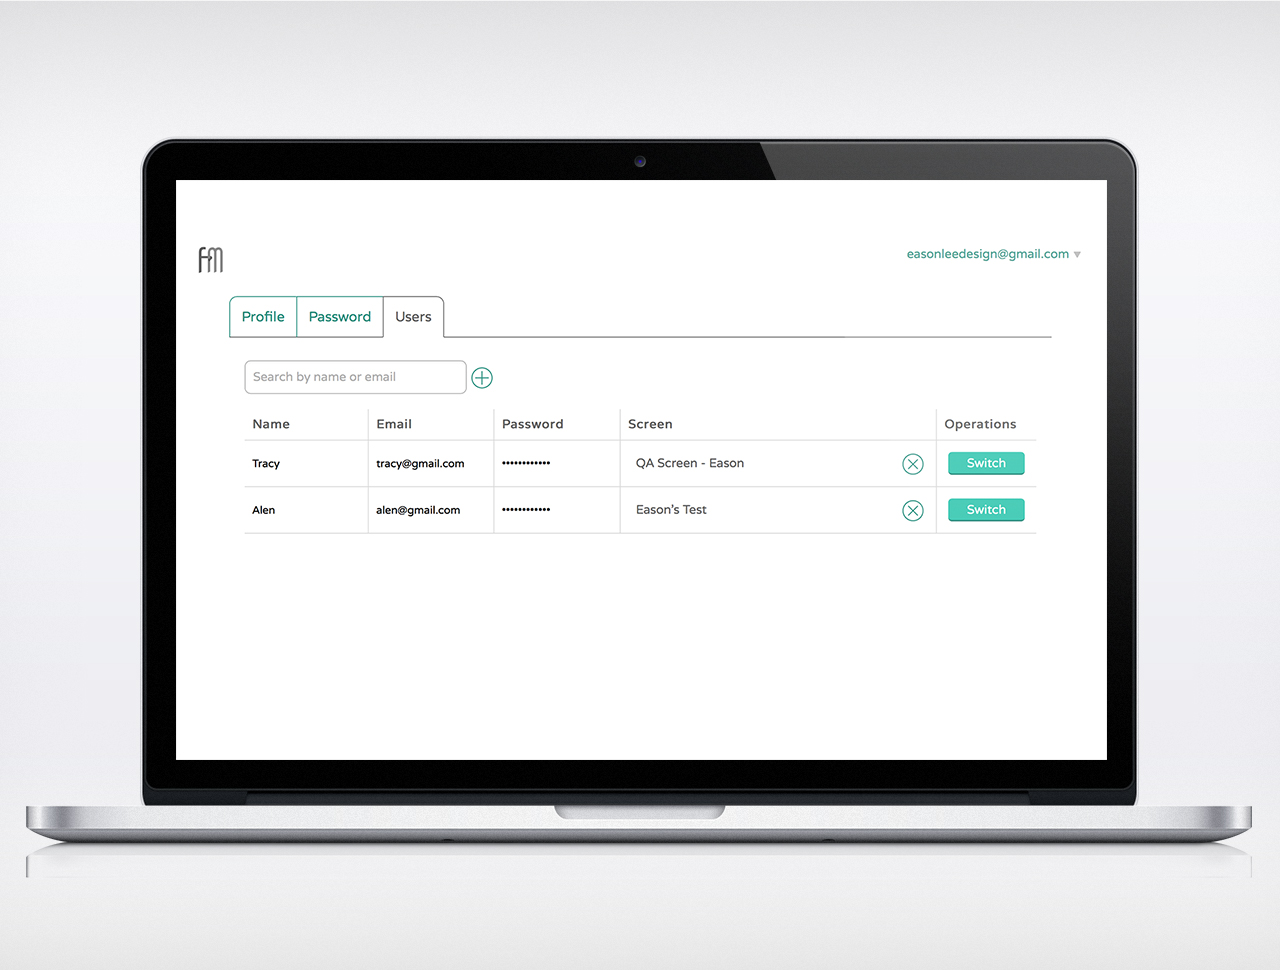 fm
easonleedesign@gmail.com
Profile Password Users
Search by name or email
Name Email Password Screen Operations
Tracy tracy@gmail.com •••••••••••• QA Screen - Eason Switch
Alen alen@gmail.com •••••••••••• Eason’s Test Switch